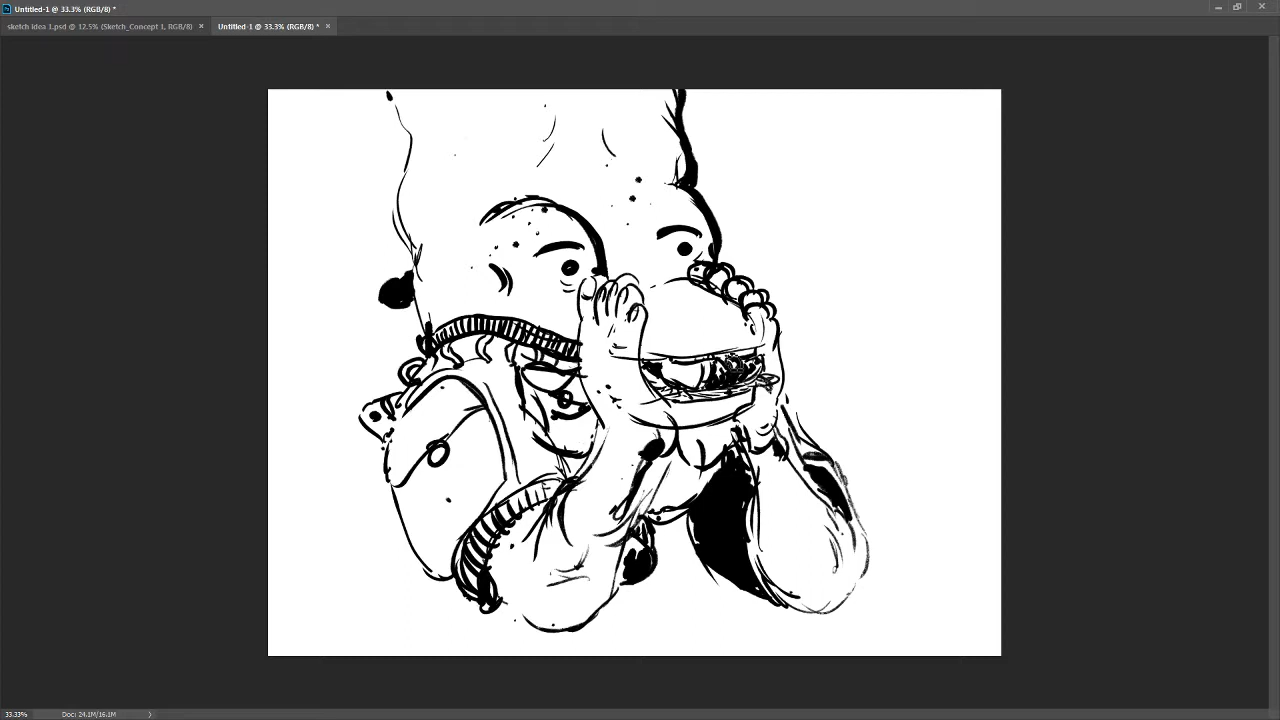 Untitled-1 @ 33.3% (RGB/8) *
sketch idea 1.psd @ 12.5% (Sketch_Concept 1, RGB/8) ×
Untitled-1 @ 33.3% (RGB/8) * ×
33.33%
Doc: 24.1M/16.1M